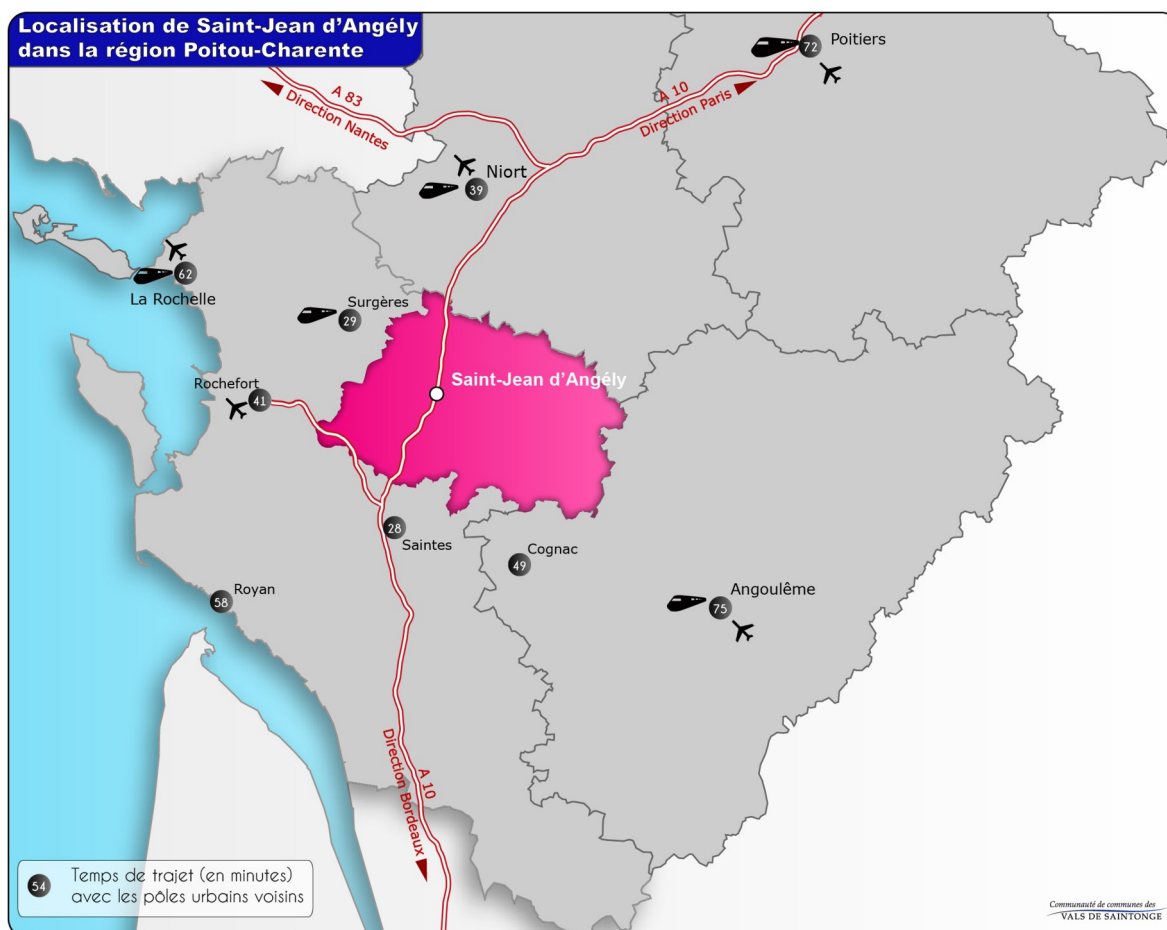 Localisation de Saint-Jean d'Angély
dans la région Poitou-Charente
72
Poitiers
A 83
Direction Nantes
A 10
Direction Paris
Niort
39
62
La Rochelle
Surgères
29
Saint-Jean d'Angély
Rochefort
41
28
Saintes
Cognac
49
Royan
58
Angoulême
75
A 10
Direction Bordeaux
54
Temps de trajet (en minutes)
avec les pôles urbains voisins
Communauté de communes des
VALS DE SAINTONGE